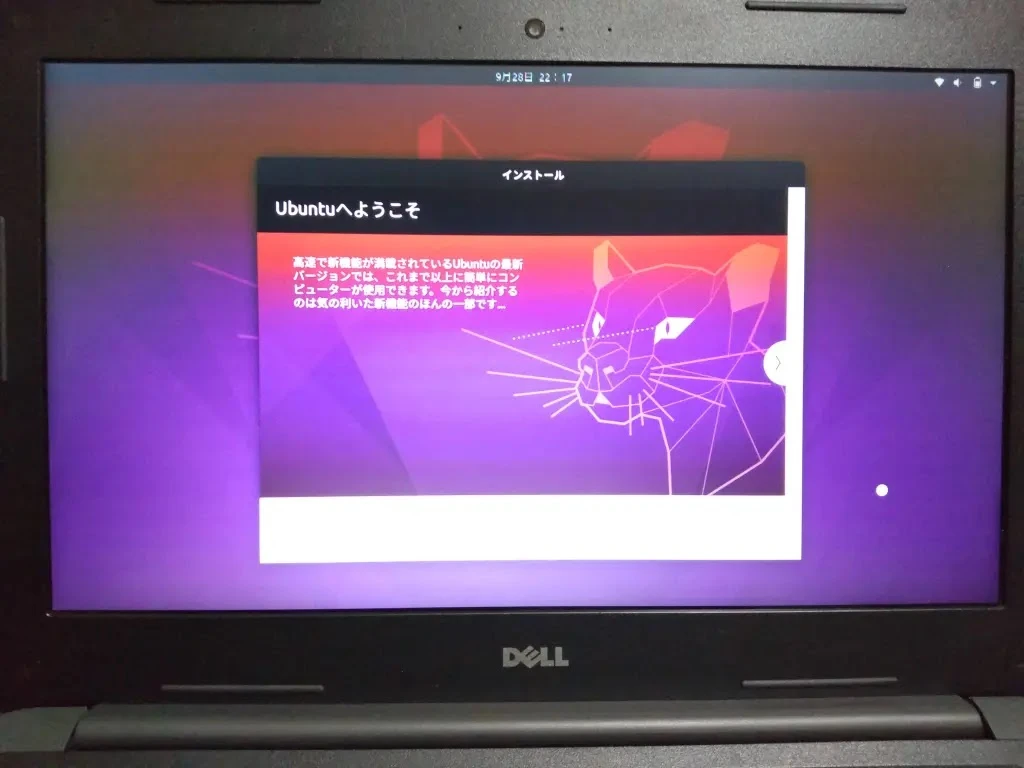 9月28日 22：17
インストール
Ubuntuへようこそ
高速で新機能が満載されているUbuntuの最新
バージョンでは、これまで以上に簡単にコン
ピューターが使用できます。今から紹介する
のは気の利いた新機能のほんの一部です...
DELL